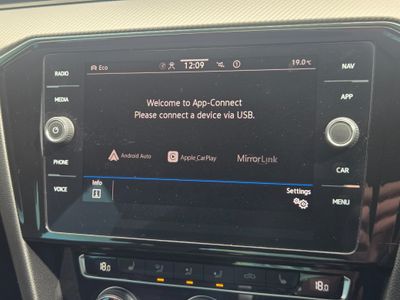 Eco
12:09
19.0°C
RADIO
NAV
MEDIA
APP
Welcome to App-Connect
Please connect a device via USB.
Android Auto
Apple CarPlay
MirrorLink
PHONE
CAR
VOICE
Info
Settings
MENU
18.0
18.0